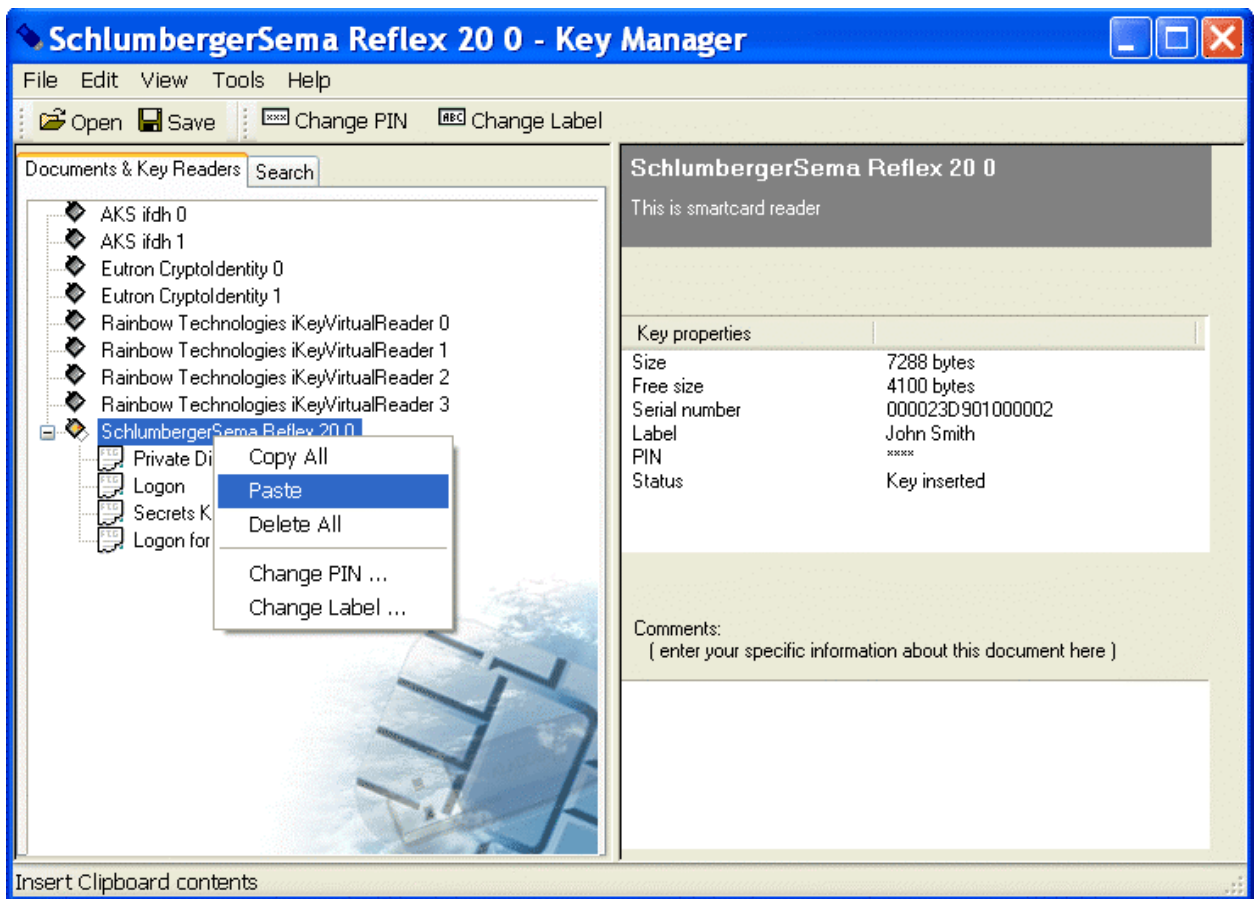 SchlumbergerSema Reflex 20 0 - Key Manager
File Edit View Tools Help
Open Save Change PIN Change Label
Documents & Key Readers Search
AKS ifdh 0
AKS ifdh 1
Eutron CryptoIdentity 0
Eutron CryptoIdentity 1
Rainbow Technologies iKeyVirtualReader 0
Rainbow Technologies iKeyVirtualReader 1
Rainbow Technologies iKeyVirtualReader 2
Rainbow Technologies iKeyVirtualReader 3
SchlumbergerSema Reflex 20 0
Private Di
Logon
Secrets K
Logon for
Copy All
Paste
Delete All
Change PIN ...
Change Label ...
SchlumbergerSema Reflex 20 0
This is smartcard reader
Key properties
Size 7288 bytes
Free size 4100 bytes
Serial number 000023D901000002
Label John Smith
PIN ****
Status Key inserted
Comments:
( enter your specific information about this document here )
Insert Clipboard contents